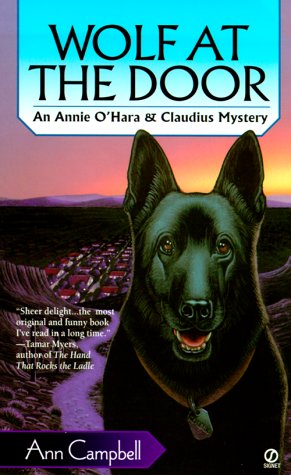 WOLF AT
THE DOOR
An Annie O'Hara & Claudius Mystery
"Sheer delight...the most
original and funny book
I've read in a long time."
—Tamar Myers,
author of The Hand
That Rocks the Ladle
Ann Campbell
SIGNET